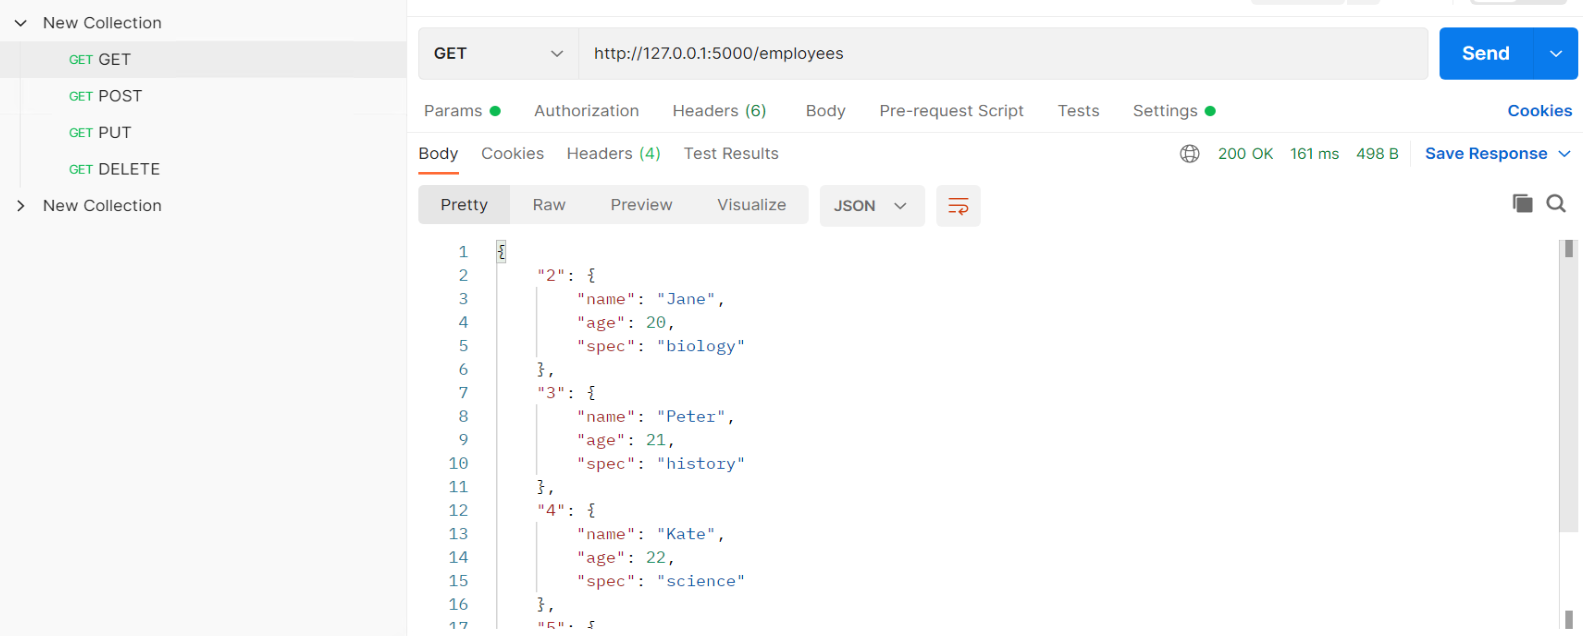 New Collection
GET GET
GET POST
GET PUT
GET DELETE
New Collection
GET http://127.0.0.1:5000/employees Send
Params Authorization Headers (6) Body Pre-request Script Tests Settings Cookies
Body Cookies Headers (4) Test Results 200 OK 161 ms 498 B Save Response
Pretty Raw Preview Visualize JSON
1 {
2 "2": {
3 "name": "Jane",
4 "age": 20,
5 "spec": "biology"
6 },
7 "3": {
8 "name": "Peter",
9 "age": 21,
10 "spec": "history"
11 },
12 "4": {
13 "name": "Kate",
14 "age": 22,
15 "spec": "science"
16 },
17 "5": {